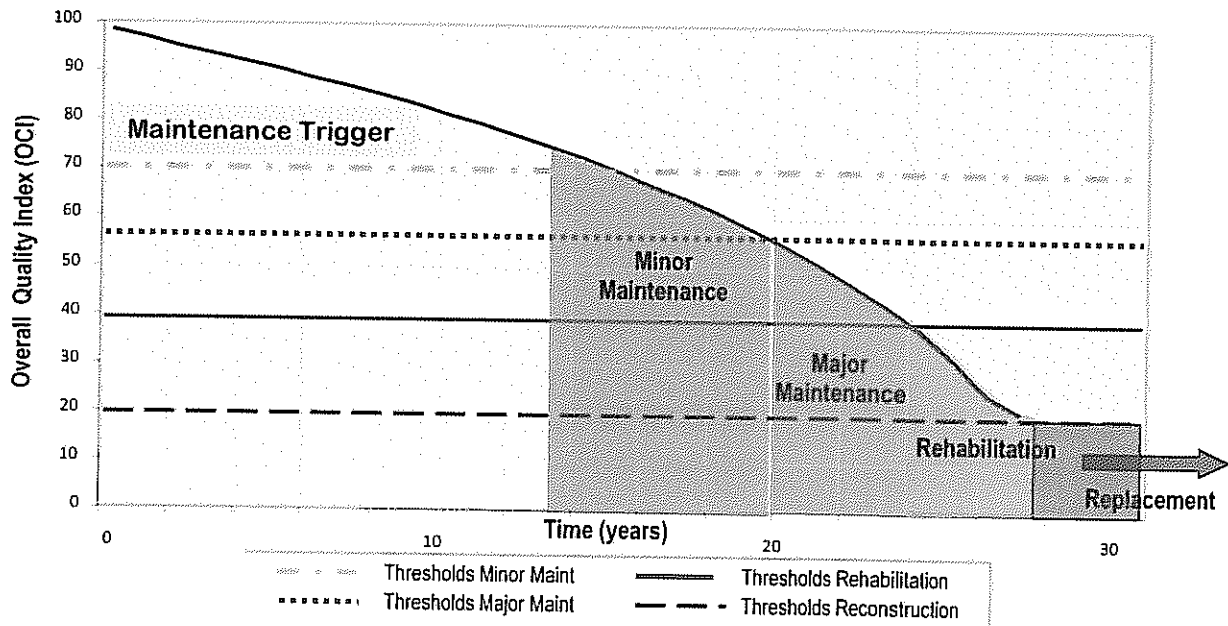 100
90
80
70
60
50
40
30
20
10
0
Overall Quality Index (OCI)
Maintenance Trigger
Minor
Maintenance
Major
Maintenance
Rehabilitation
Replacement
Time (years)
0
10
20
30
Thresholds Minor Maint
Thresholds Rehabilitation
Thresholds Major Maint
Thresholds Reconstruction